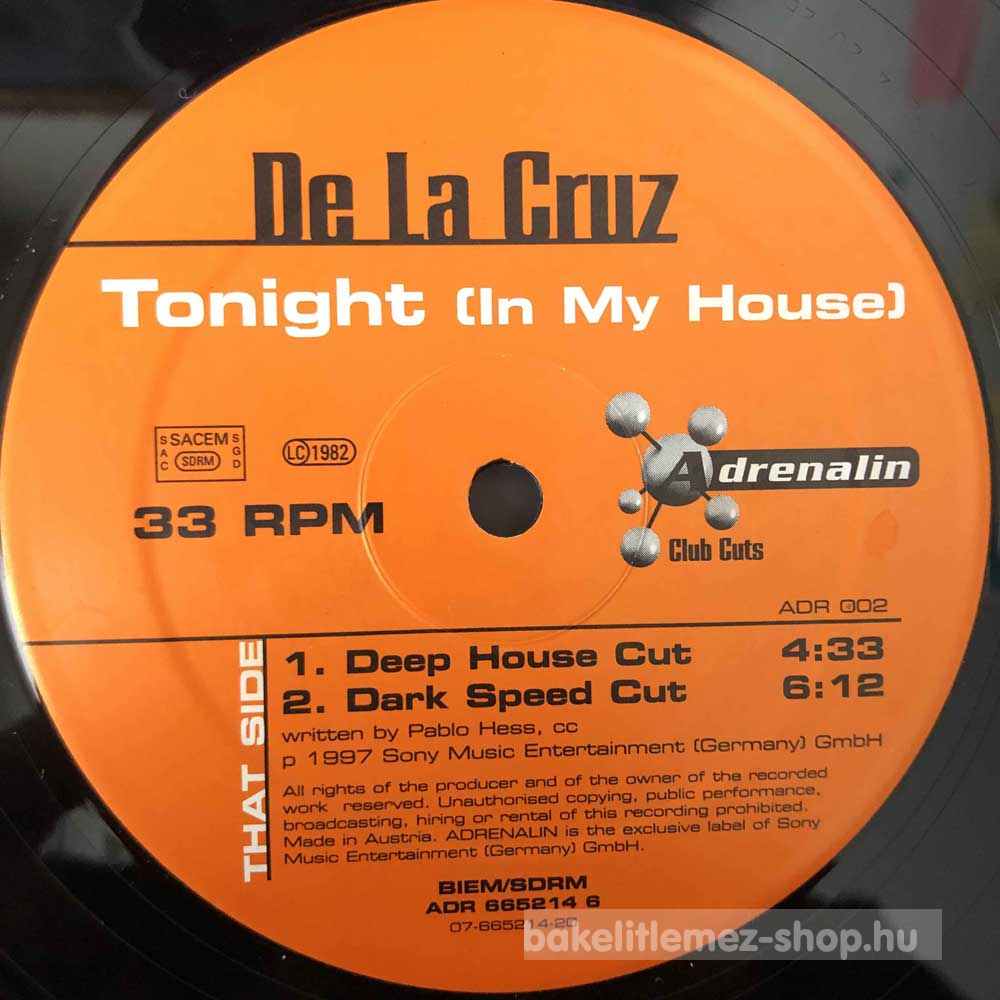 De La Cruz
Tonight (In My House)
SACEM
SACD
SDRM
SGDL
LC 1982
33 RPM
Adrenalin
Club Cuts
ADR 002
THAT SIDE
1. Deep House Cut 4:33
2. Dark Speed Cut 6:12
written by Pablo Hess, cc
p 1997 Sony Music Entertainment (Germany) GmbH
All rights of the producer and of the owner of the recorded
work reserved. Unauthorised copying, public performance,
broadcasting, hiring or rental of this recording prohibited.
Made in Austria. ADRENALIN is the exclusive label of Sony
Music Entertainment (Germany) GmbH.
BIEM/SDRM
ADR 665214 6
07-665214-20
bakelitlemez-shop.hu